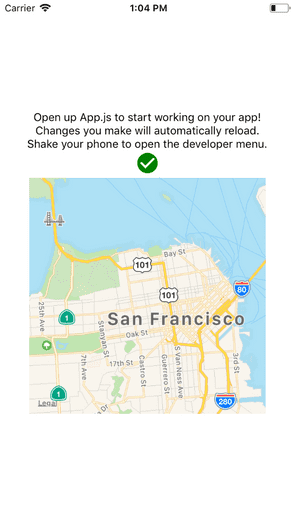 Carrier 1:04 PM
Open up App.js to start working on your app!
Changes you make will automatically reload.
Shake your phone to open the developer menu.
Bay St
101
101
80
25th Ave
1
San Francisco
Stanyan St
Oak St
7th Ave
17th St
Castro St
Guerrero St
S Van Ness Ave
3rd St
1
Legal
Dr
280